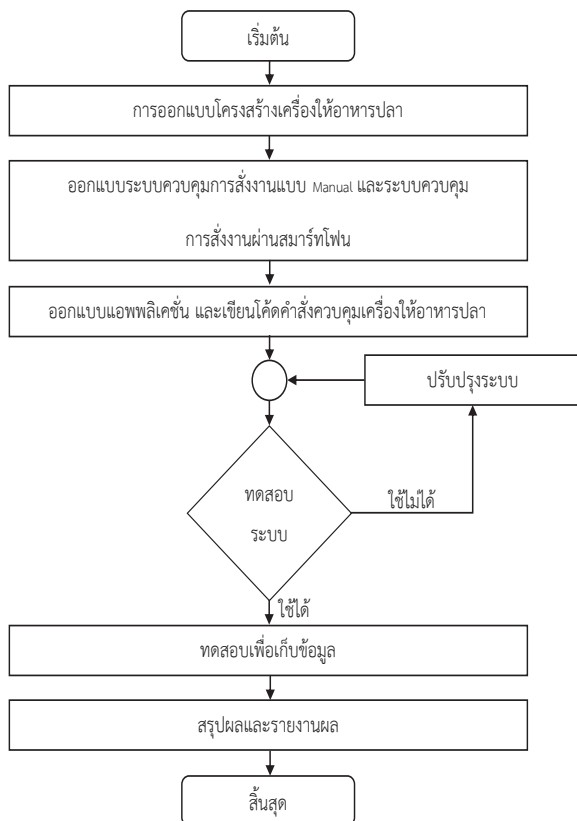 เริ่มต้น
การออกแบบโครงสร้างเครื่องให้อาหารปลา
ออกแบบระบบควบคุมการสั่งงานแบบ Manual และระบบควบคุม
การสั่งงานผ่านสมาร์ทโฟน
ออกแบบแอพพลิเคชั่น และเขียนโค้ดคำสั่งควบคุมเครื่องให้อาหารปลา
ปรับปรุงระบบ
ทดสอบ
ระบบ
ใช้ไม่ได้
ใช้ได้
ทดสอบเพื่อเก็บข้อมูล
สรุปผลและรายงานผล
สิ้นสุด